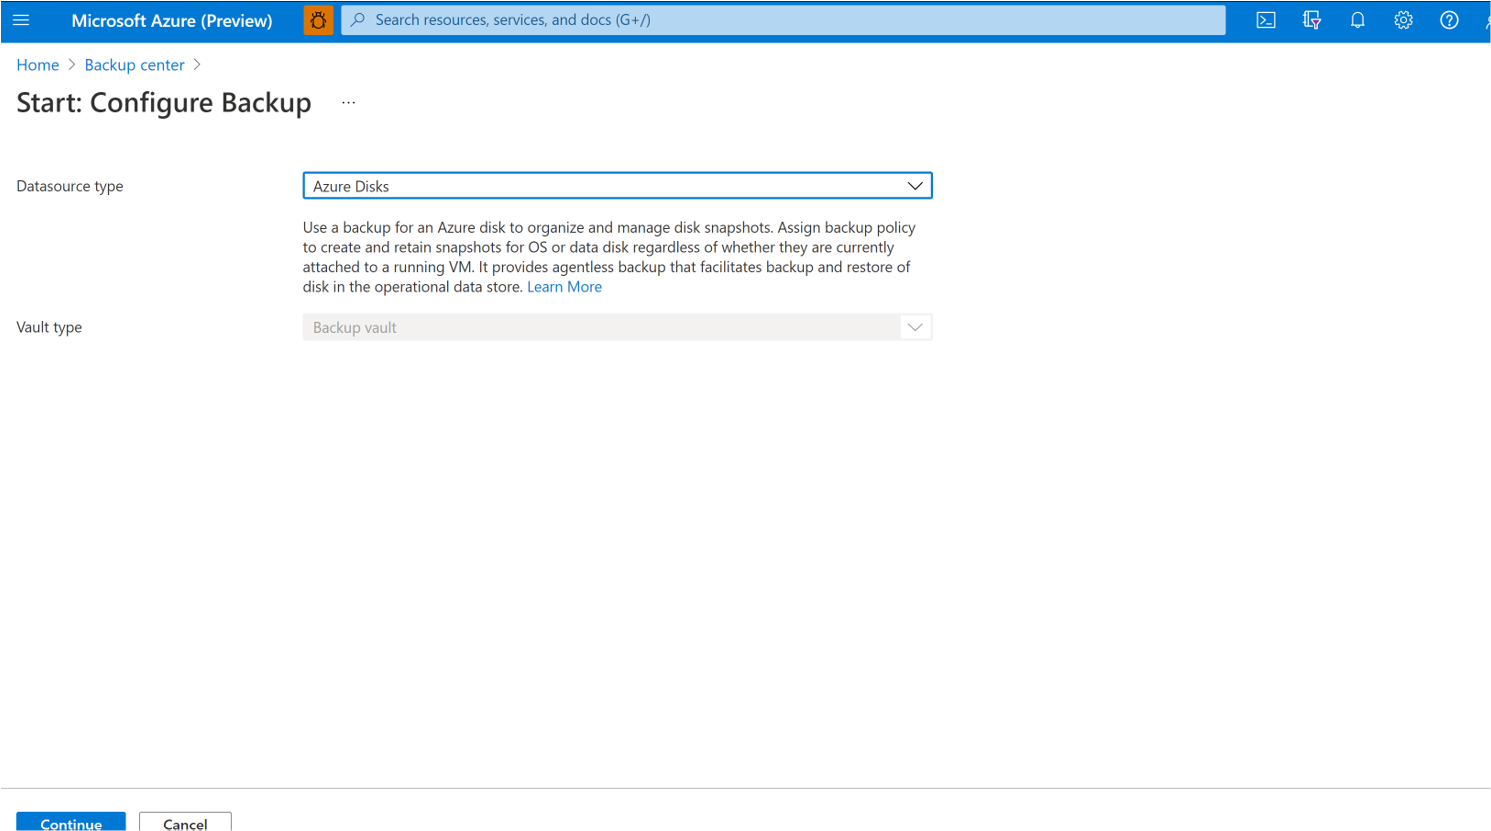 Microsoft Azure (Preview)
Search resources, services, and docs (G+/)
Home > Backup center >
Start: Configure Backup ...
Datasource type
Azure Disks
Use a backup for an Azure disk to organize and manage disk snapshots. Assign backup policy
to create and retain snapshots for OS or data disk regardless of whether they are currently
attached to a running VM. It provides agentless backup that facilitates backup and restore of
disk in the operational data store. Learn More
Vault type
Backup vault
Continue
Cancel